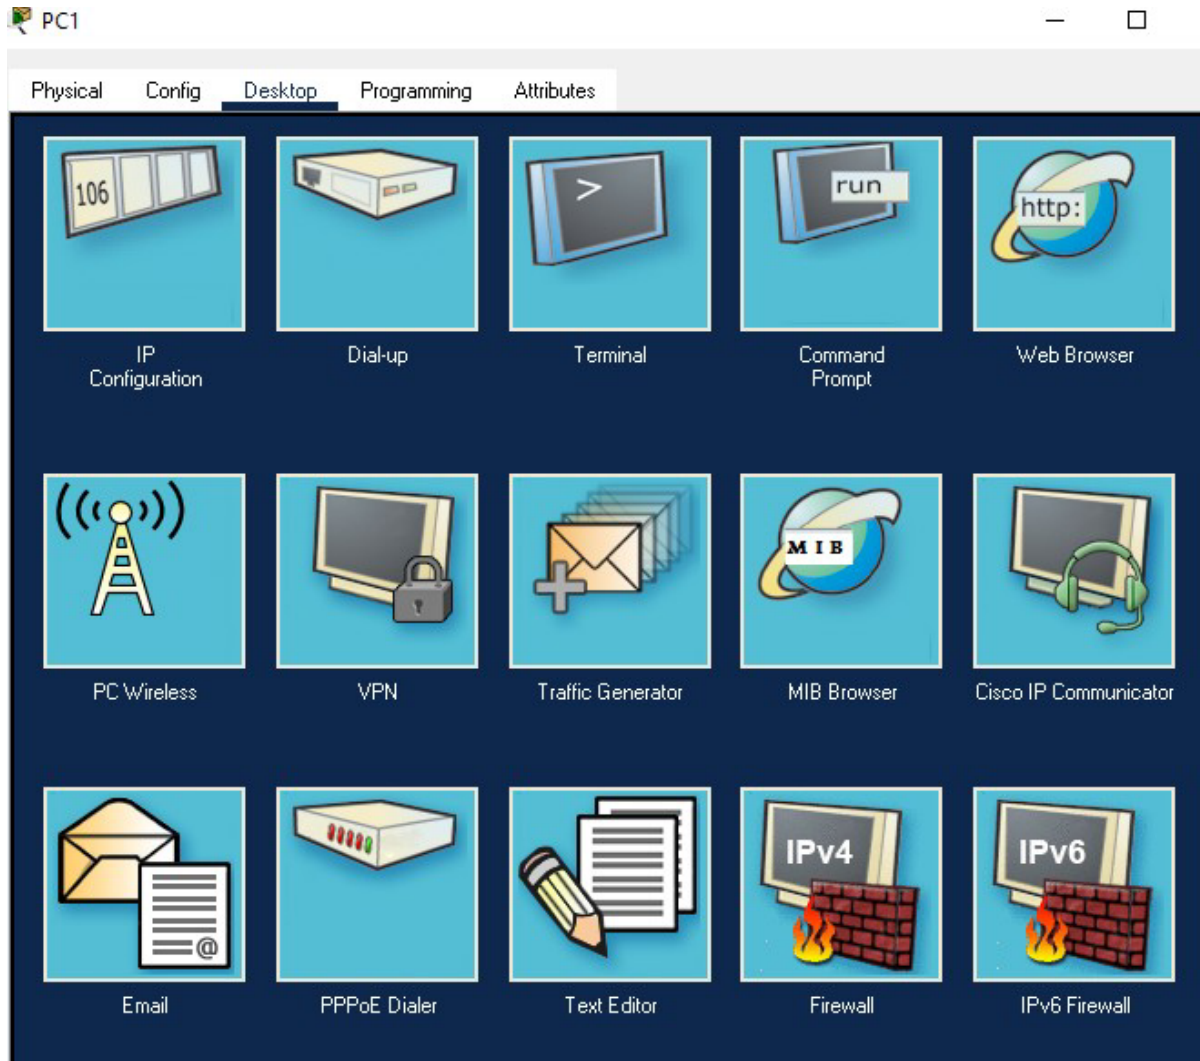 PC1
Physical Config Desktop Programming Attributes
106
>
run
http:
IP
Configuration
Dial-up
Terminal
Command
Prompt
Web Browser
MIB
PC Wireless
VPN
Traffic Generator
MIB Browser
Cisco IP Communicator
@
IPv4
IPv6
Email
PPPoE Dialer
Text Editor
Firewall
IPv6 Firewall